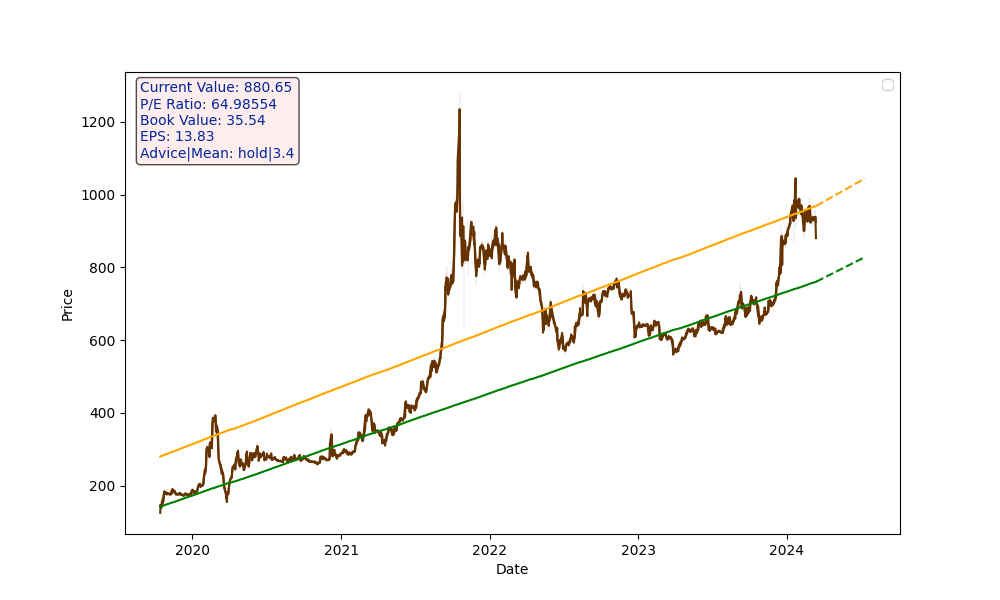 Current Value: 880.65
P/E Ratio: 64.98554
Book Value: 35.54
EPS: 13.83
Advice|Mean: hold|3.4
Price
1200
1000
800
600
400
200
2020 2021 2022 2023 2024
Date